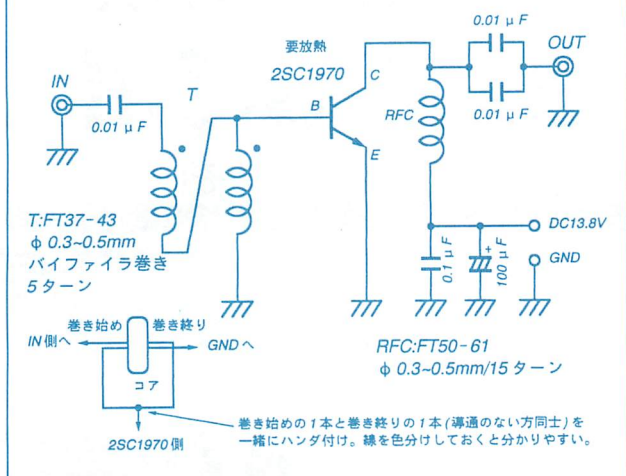 0.01 μF
要放熱
2SC1970
OUT
IN
T
C
B
RFC
0.01 μF
0.01 μF
E
T:FT37-43
φ 0.3~0.5mm
バイファイラ巻き
5ターン
DC13.8V
0.1 μF
+
100 μF
GND
巻き始め
巻き終り
IN側へ
GNDへ
コア
RFC:FT50-61
φ 0.3~0.5mm/15ターン
2SC1970側
巻き始めの1本と巻き終りの1本(導通のない方同士)を
一緒にハンダ付け。線を色分けしておくと分かりやすい。